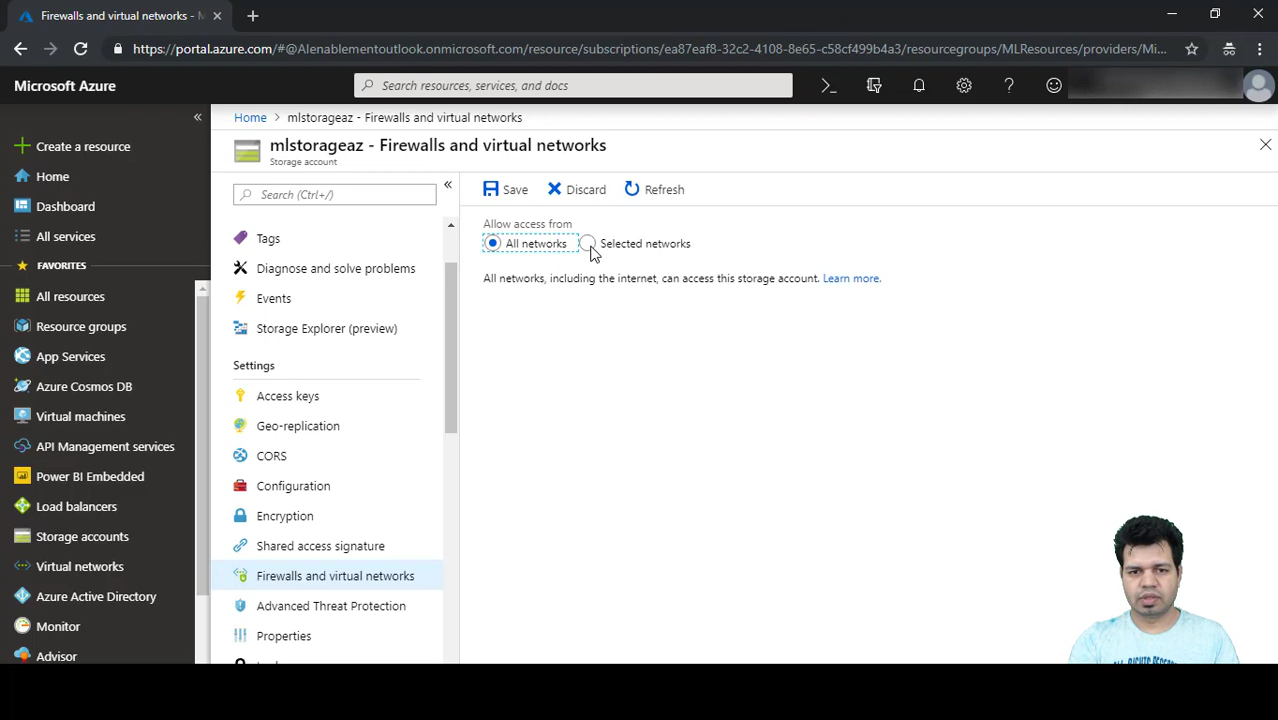 Firewalls and virtual networks - M
https://portal.azure.com/#@AIenablementoutlook.onmicrosoft.com/resource/subscriptions/ea87eaf8-32c2-4108-8e65-c58cf499b4a3/resourcegroups/MLResources/providers/Mi...
Microsoft Azure
Search resources, services, and docs
Create a resource
Home
Dashboard
All services
FAVORITES
All resources
Resource groups
App Services
Azure Cosmos DB
Virtual machines
API Management services
Power BI Embedded
Load balancers
Storage accounts
Virtual networks
Azure Active Directory
Monitor
Advisor
Home > mlstorageaz - Firewalls and virtual networks
mlstorageaz - Firewalls and virtual networks
Storage account
Search (Ctrl+/)
Tags
Diagnose and solve problems
Events
Storage Explorer (preview)
Settings
Access keys
Geo-replication
CORS
Configuration
Encryption
Shared access signature
Firewalls and virtual networks
Advanced Threat Protection
Properties
Save Discard Refresh
Allow access from
All networks Selected networks
All networks, including the internet, can access this storage account. Learn more.